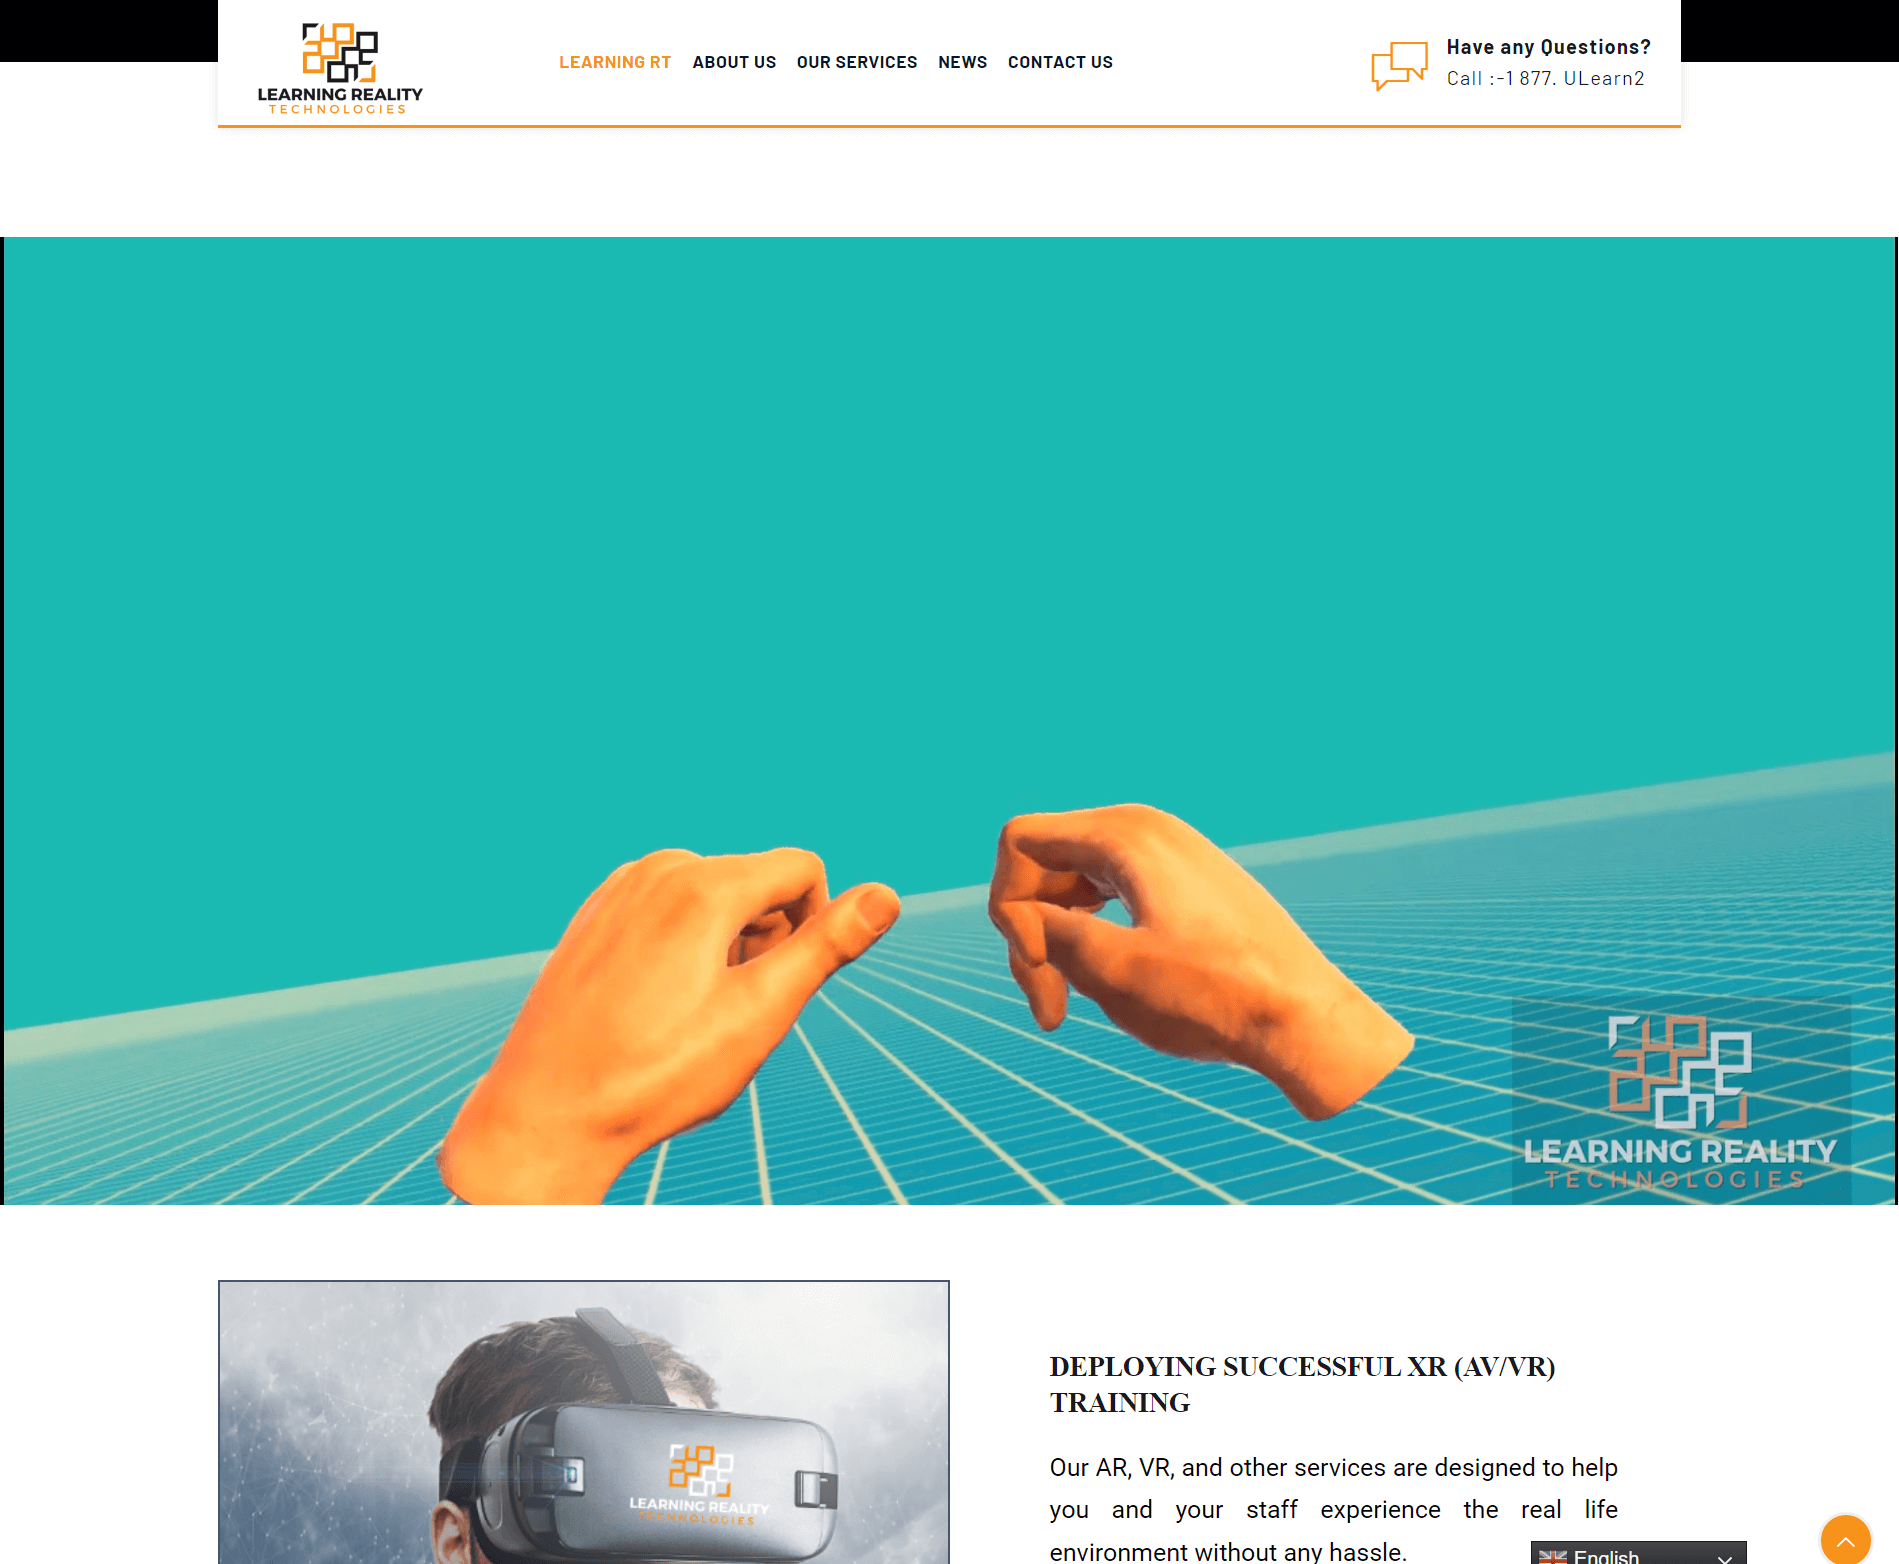 LEARNING REALITY
TECHNOLOGIES
LEARNING RT
ABOUT US
OUR SERVICES
NEWS
CONTACT US
Have any Questions?
Call :-1 877. ULearn2
LEARNING REALITY
TECHNOLOGIES
LEARNING REALITY
TECHNOLOGIES
DEPLOYING SUCCESSFUL XR (AV/VR)
TRAINING
Our AR, VR, and other services are designed to help
you and your staff experience the real life
environment without any hassle.
English